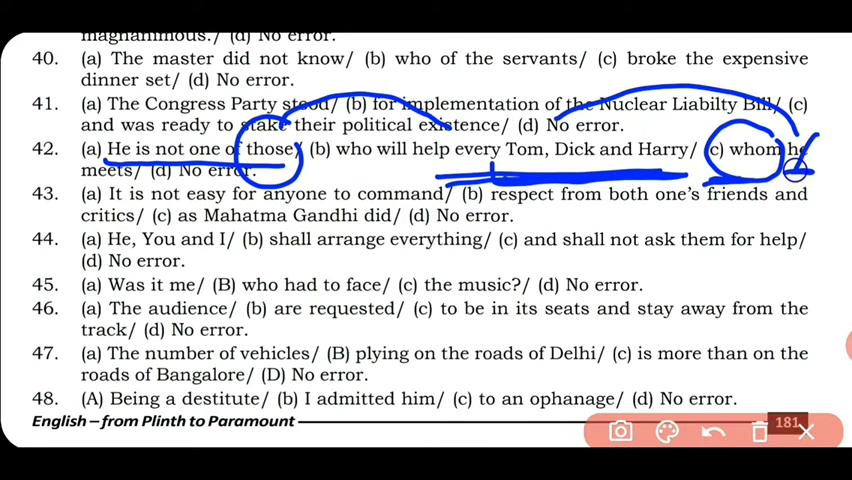 magnanimous./ (d) No error.
40. (a) The master did not know/ (b) who of the servants/ (c) broke the expensive
dinner set/ (d) No error.
41. (a) The Congress Party stood/ (b) for implementation of the Nuclear Liabilty Bill/ (c)
and was ready to stake their political existence/ (d) No error.
42. (a) He is not one of those/ (b) who will help every Tom, Dick and Harry/ (c) whom he
meets/ (d) No error.
43. (a) It is not easy for anyone to command/ (b) respect from both one's friends and
critics/ (c) as Mahatma Gandhi did/ (d) No error.
44. (a) He, You and I/ (b) shall arrange everything/ (c) and shall not ask them for help/
(d) No error.
45. (a) Was it me/ (B) who had to face/ (c) the music?/ (d) No error.
46. (a) The audience/ (b) are requested/ (c) to be in its seats and stay away from the
track/ (d) No error.
47. (a) The number of vehicles/ (B) plying on the roads of Delhi/ (c) is more than on the
roads of Bangalore/ (D) No error.
48. (A) Being a destitute/ (b) I admitted him/ (c) to an ophanage/ (d) No error.
English – from Plinth to Paramount 181